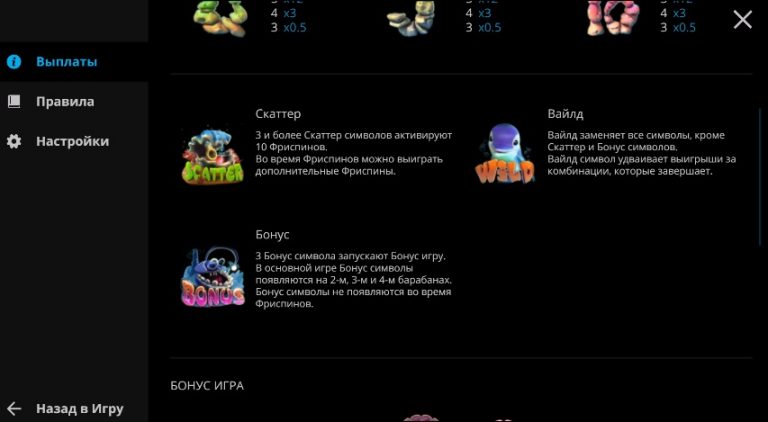 4 x3
3 x0.5
4 x3
3 x0.5
4 x3
3 x0.5
Выплаты
Правила
Настройки
Назад в Игру
Скаттер
3 и более Скаттер символов активируют
10 Фриспинов.
Во время Фриспинов можно выиграть
дополнительные Фриспины.
SCATTER
Вайлд
Вайлд заменяет все символы, кроме
Скаттер и Бонус символов.
Вайлд символ удваивает выигрыши за
комбинации, которые завершает.
WILD
Бонус
3 Бонус символа запускают Бонус игру.
В основной игре Бонус символы
появляются на 2-м, 3-м и 4-м барабанах.
Бонус символы не появляются во время
Фриспинов.
BONUS
БОНУС ИГРА